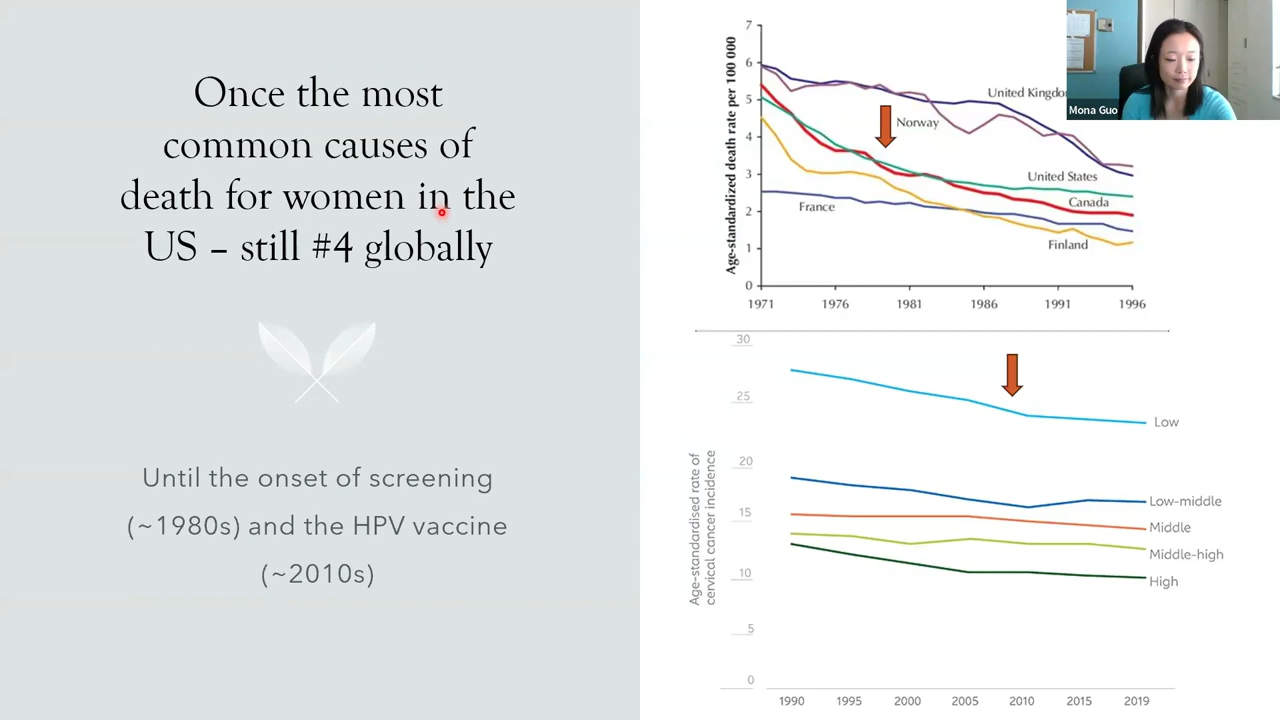 Once the most
common causes of
death for women in the
US – still #4 globally
Until the onset of screening
(~1980s) and the HPV vaccine
(~2010s)
Age-standardized death rate per 100 000
7
6
5
4
3
2
1
0
1971
1976
1981
1986
1991
1996
United Kingdo
Norway
United States
Canada
France
Finland
Mona Guo
Age-standardised rate of
cervical cancer incidence
30
25
20
15
10
5
0
Low
Low-middle
Middle
Middle-high
High
1990
1995
2000
2005
2010
2015
2019